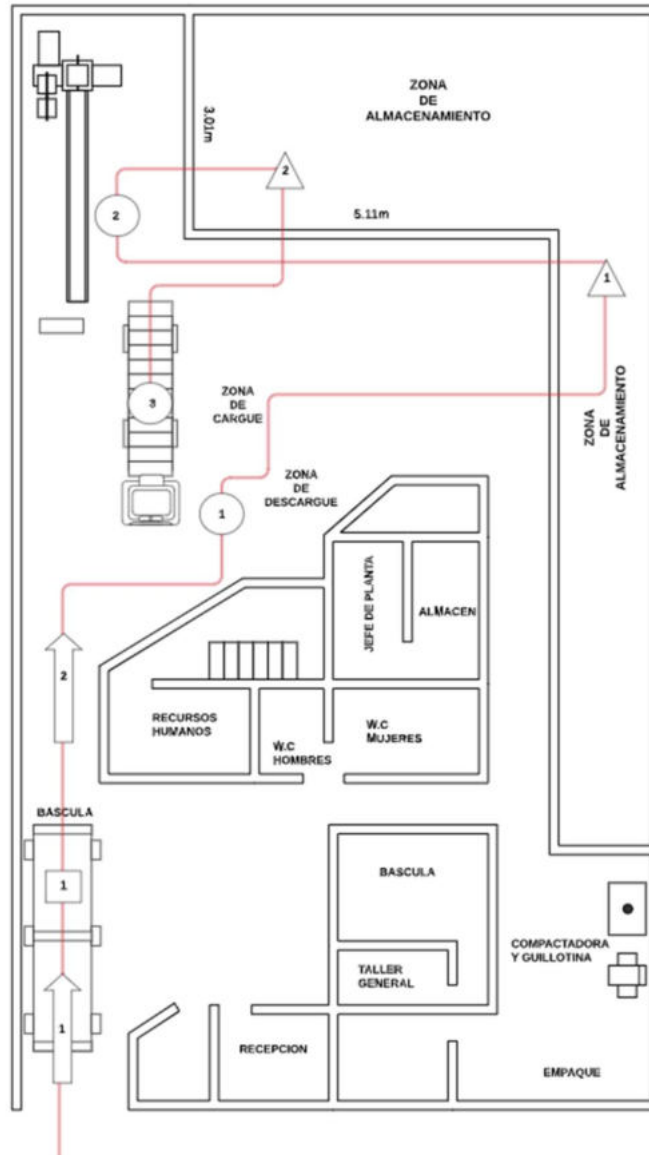 ZONA
DE
ALMACENAMIENTO
3.01m
2
2
5.11m
1
3
ZONA
DE
CARGUE
ZONA
DE
ALMACENAMIENTO
ZONA
DE
DESCARGUE
1
JEFE DE PLANTA
ALMACEN
2
RECURSOS
HUMANOS
W.C
HOMBRES
W.C
MUJERES
BASCULA
1
BASCULA
COMPACTADORA
Y GUILLOTINA
TALLER
GENERAL
1
RECEPCION
EMPAQUE